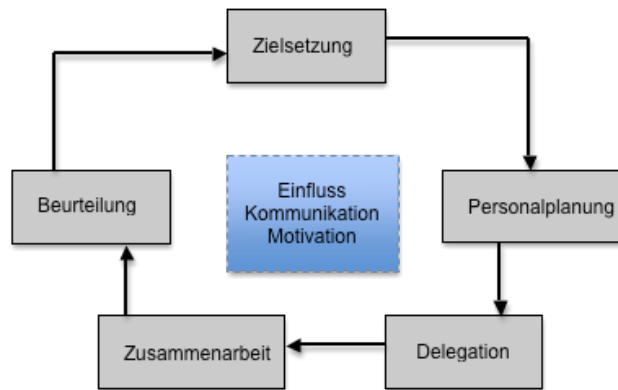 Zielsetzung
Beurteilung
Einfluss
Kommunikation
Motivation
Personalplanung
Zusammenarbeit
Delegation